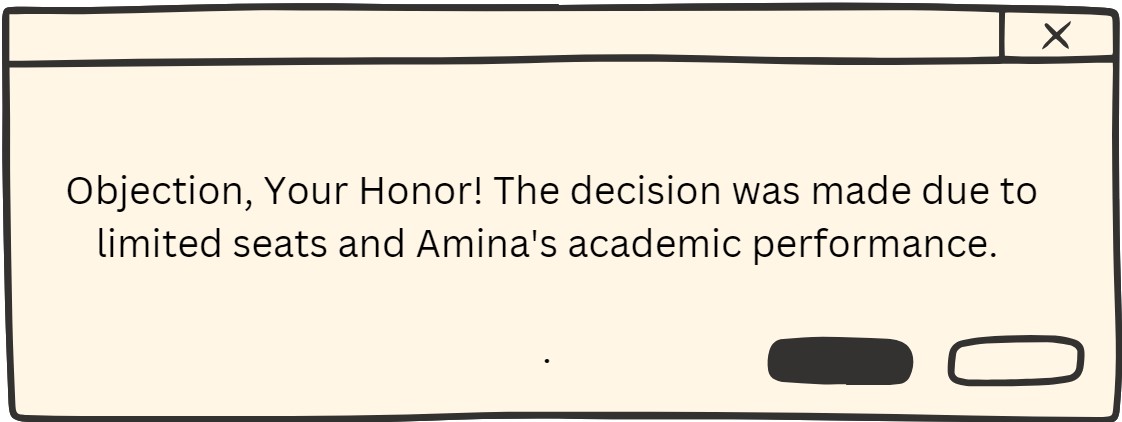 Objection, Your Honor! The decision was made due to
limited seats and Amina's academic performance.
.